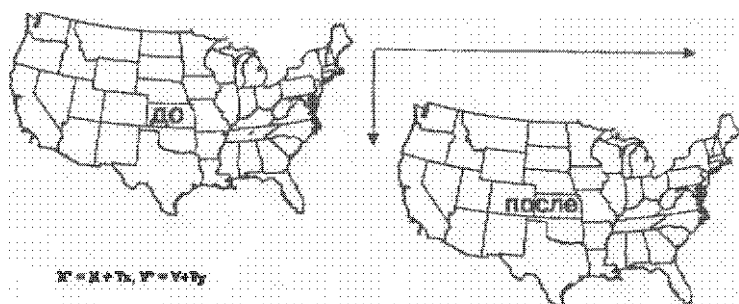 до
после
X' = X + Tx, Y' = Y+Ty